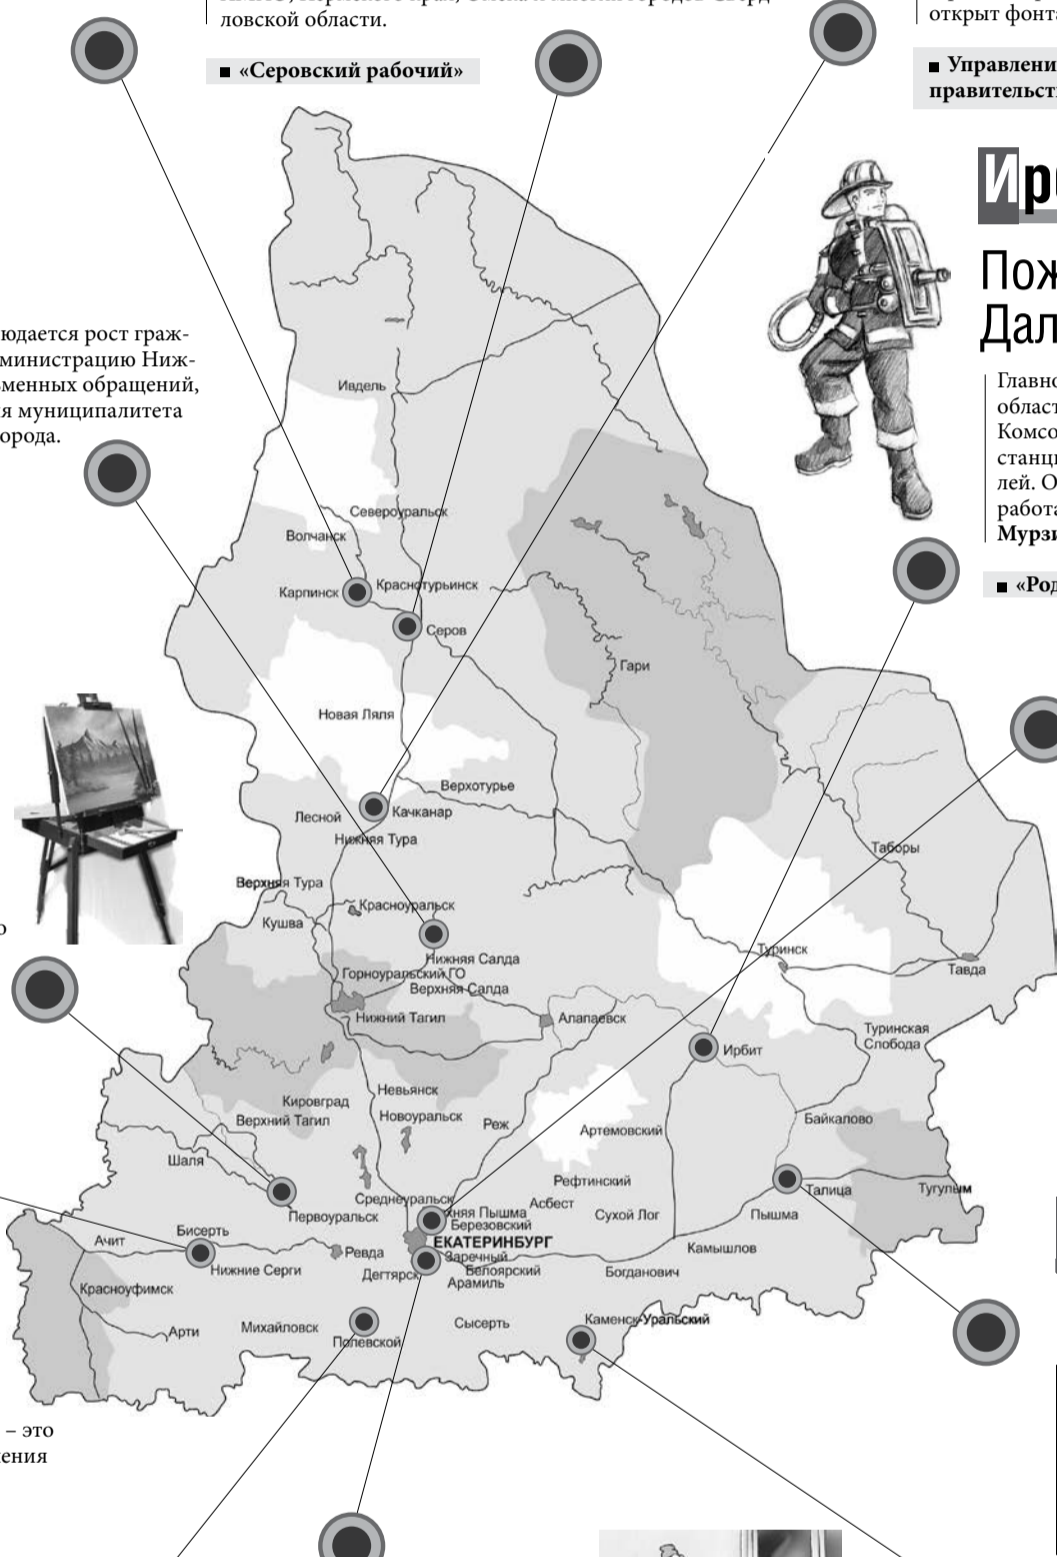 ловской области.
■ «Серовский рабочий»
открыт
■ Управлени
правительст
Пож
Дал
юдается рост граж-
министрацию Ниж-
менных обращений,
я муниципалитета
орода.
Главно
област
Комсо
станц
лей. О
работа
Мурзи
■ «Род
Ивдель
Североуральск
Волчанск
Карпинск
Краснотурьинск
Серов
Гари
Новая Ляля
Верхотурье
Лесной
Качканар
Нижняя Тура
Таборы
Верхняя Тура
Красноуральск
Кушва
Туринск
Нижняя Салда
Тавда
Горноуральский ГО
Верхняя Салда
Нижний Тагил
Алапаевск
Туринская
Слобода
Ирбит
Невьянск
Кировград
Новоуральск
Верхний Тагил
Реж
Байкалово
Артемовский
Шаля
Рефтинский
Талица
Тугулым
Среднеуральск
Асбест
хняя Пышма
Первоуральск
Сухой Лог
Пышма
Березовский
Бисерть
Ачит
ЕКАТЕРИНБУРГ
Камышлов
Ревда
Заречный
Нижние Серги
Дегтярск
Белоярский
Богданович
Арамиль
Красноуфимск
Каменск-Уральский
Сысерть
Михайловск
Арти
Полевской
– это
ения